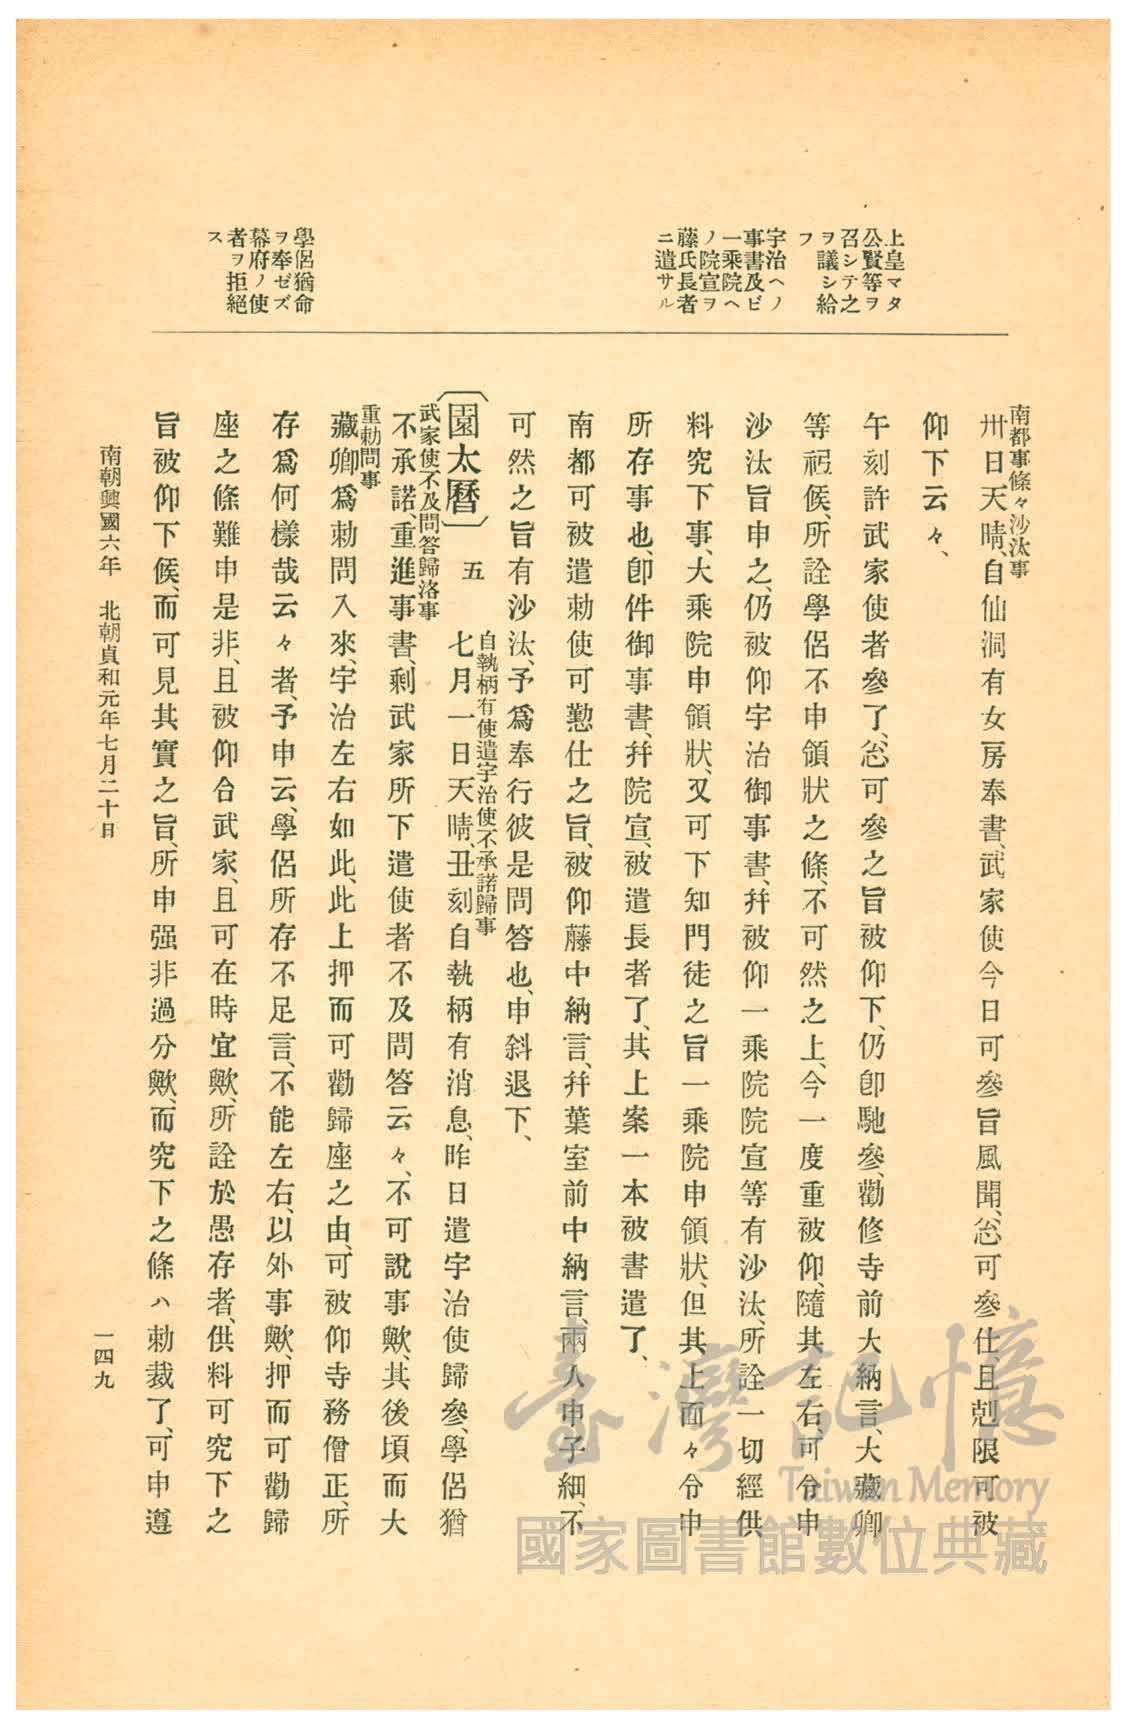 上皇マタ
公賢等ヲ
召シテ之
ヲ議シ給
フ
宇治ヘノ
事書及ビ
一乘院ヘ
ノ院宣ヲ
藤氏長者
ニ遣サル
學侶猶命
ヲ奉ゼズ
幕府ノ使
者ヲ拒絕
ス
南都事條々沙汰事
卅日天晴、自仙洞有女房奉書、武家使今日可參旨風聞、忩可參仕、且剋限可被
仰下云々、
午刻許武家使者參了、忩可參之旨被仰下、仍卽馳參、勸修寺前大納言、大藏卿
等祗候、所詮學侶不申領狀之條、不可然之上、今一度重被仰、隨其左右、可令申
沙汰旨申之、仍被仰宇治御事書、幷被仰一乘院院宣等有沙汰、所詮一切經供
料究下事、大乘院申領狀、又可下知門徒之旨一乘院申領狀、但其上面々令申
所存事也、卽件御事書、幷院宣、被遣長者了、其上案一本被書遣了、
南都可被遣勅使可懃仕之旨、被仰藤中納言、幷葉室前中納言、兩人申子細、不
可然之旨有沙汰、予爲奉行彼是問答也、申斜退下、
自執柄有使遣宇治使不承諾歸事
〔園太曆〕 五 七月一日天晴、丑刻自執柄有消息、昨日遣宇治使歸參、學侶猶
武家使不及問答歸洛事
不承諾、重進事書、剩武家所下遣使者不及問答云々、不可說事歟、其後頃而大
重勅問事
藏卿爲勅問入來、宇治左右如此、此上押而可勸歸座之由、可被仰寺務僧正、所
存爲何樣哉云々者、予申云、學侶所存不足言、不能左右、以外事歟、押而可勸歸
座之條難申是非、且被仰合武家、且可在時宜歟、所詮於愚存者、供料可究下之
旨被仰下候、而可見其實之旨、所申强非過分歟、而究下之條ハ勅裁了、可申遵
南朝興國六年 北朝貞和元年七月二十日
一四九
臺灣記憶
Taiwan Memory
國家圖書館數位典藏